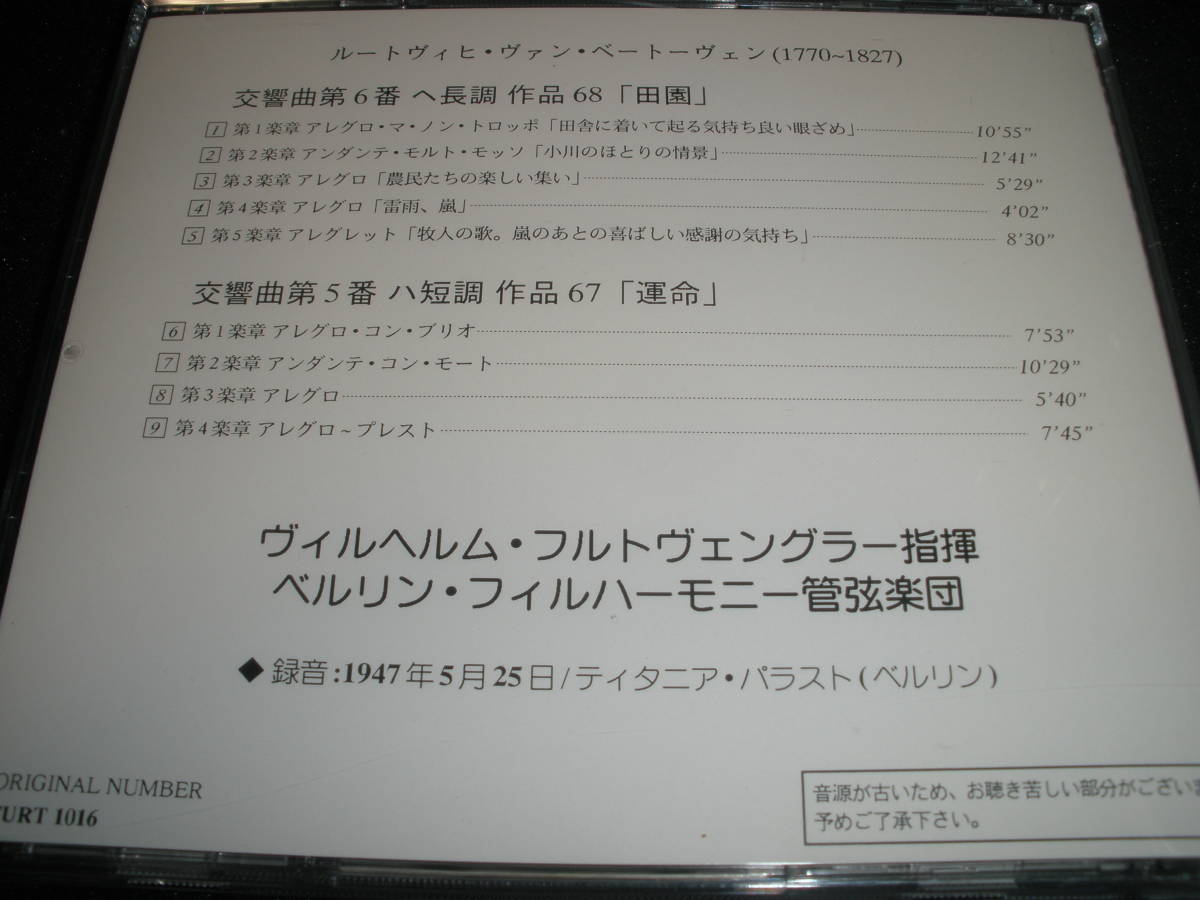 ルートヴィヒ・ヴァン・ベートーヴェン(1770~1827)
交響曲第6番 ヘ長調 作品68「田園」
1 第1楽章 アレグロ・マ・ノン・トロッポ「田舎に着いて起る気持ち良い眼ざめ」 10'55"
2 第2楽章 アンダンテ・モルト・モッソ「小川のほとりの情景」 12'41"
3 第3楽章 アレグロ「農民たちの楽しい集い」 5'29"
4 第4楽章 アレグロ「雷雨、嵐」 4'02"
5 第5楽章 アレグレット「牧人の歌。嵐のあとの喜ばしい感謝の気持ち」 8'30"
交響曲第5番 ハ短調 作品67「運命」
6 第1楽章 アレグロ・コン・ブリオ 7'53"
7 第2楽章 アンダンテ・コン・モート 10'29"
8 第3楽章 アレグロ 5'40"
9 第4楽章 アレグロ~プレスト 7'45"
ヴィルヘルム・フルトヴェングラー指揮
ベルリン・フィルハーモニー管弦楽団
◆録音:1947年5月25日/ティタニア・パラスト(ベルリン)
ORIGINAL NUMBER
FURT 1016
音源が古いため、お聴き苦しい部分がござい
予めご了承下さい。